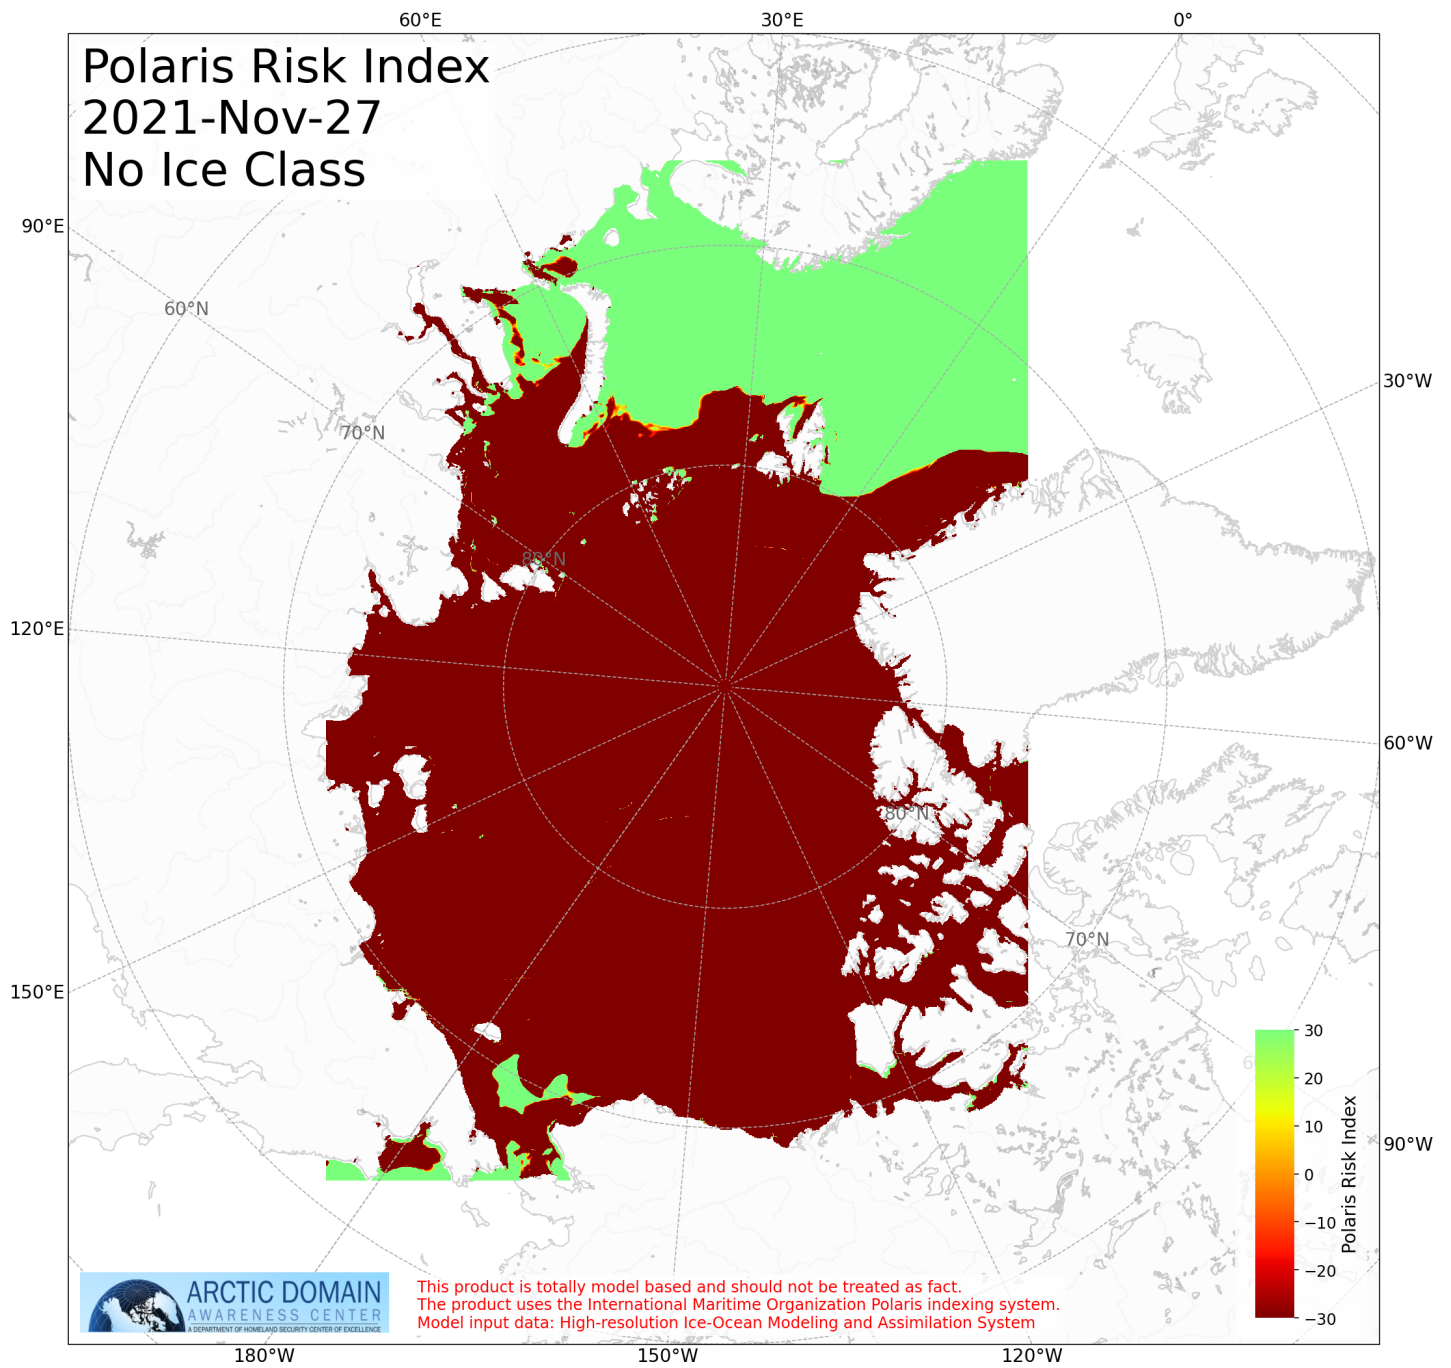 60°E 30°E 0°
Polaris Risk Index
2021-Nov-27
No Ice Class
90°E
60°N
30°W
70°N
80°N
120°E
60°W
80°N
70°N
150°E
30
20
10
0
−10
−20
−30
Polaris Risk Index
90°W
ARCTIC DOMAIN
AWARENESS CENTER
A DEPARTMENT OF HOMELAND SECURITY CENTER OF EXCELLENCE
This product is totally model based and should not be treated as fact.
The product uses the International Maritime Organization Polaris indexing system.
Model input data: High-resolution Ice-Ocean Modeling and Assimilation System
180°W 150°W 120°W